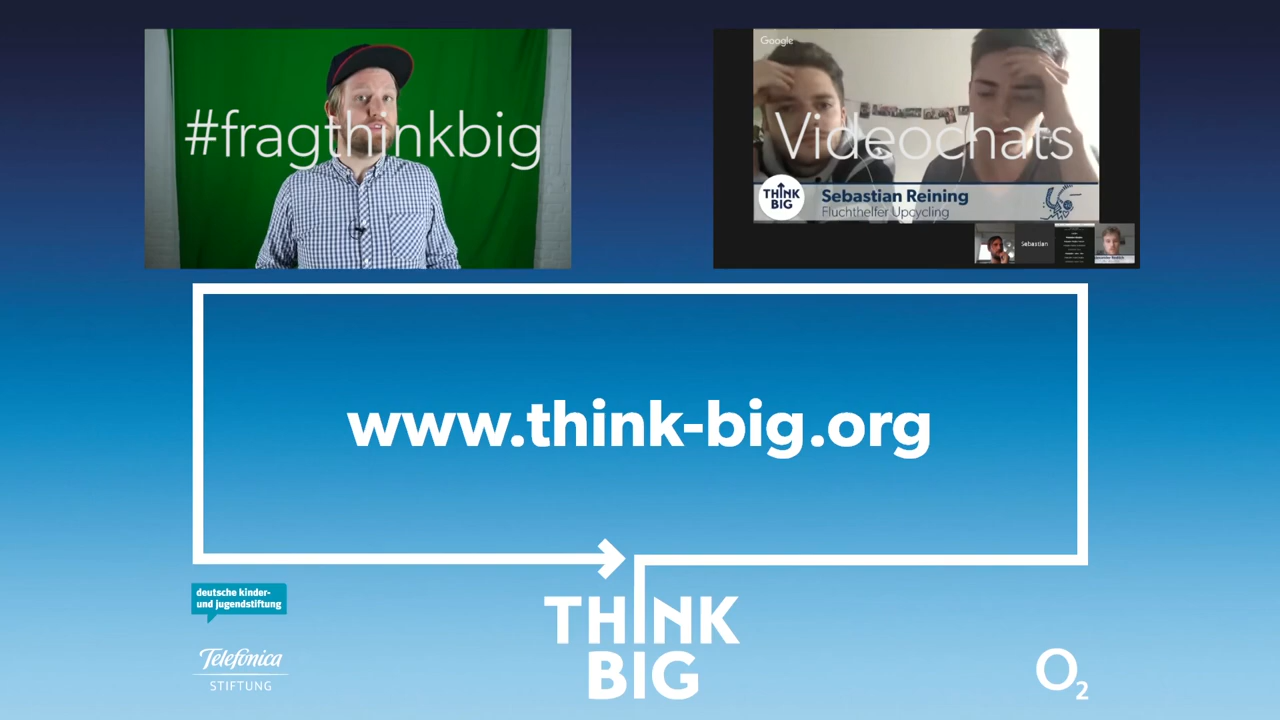 #fragthinkbig
Google
Videochats
THINK
BIG
Sebastian Reining
Fluchthelfer Upcycling
Sebastian
www.think-big.org
deutsche kinder-
und jugendstiftung
Telefónica
STIFTUNG
THINK
BIG
O2